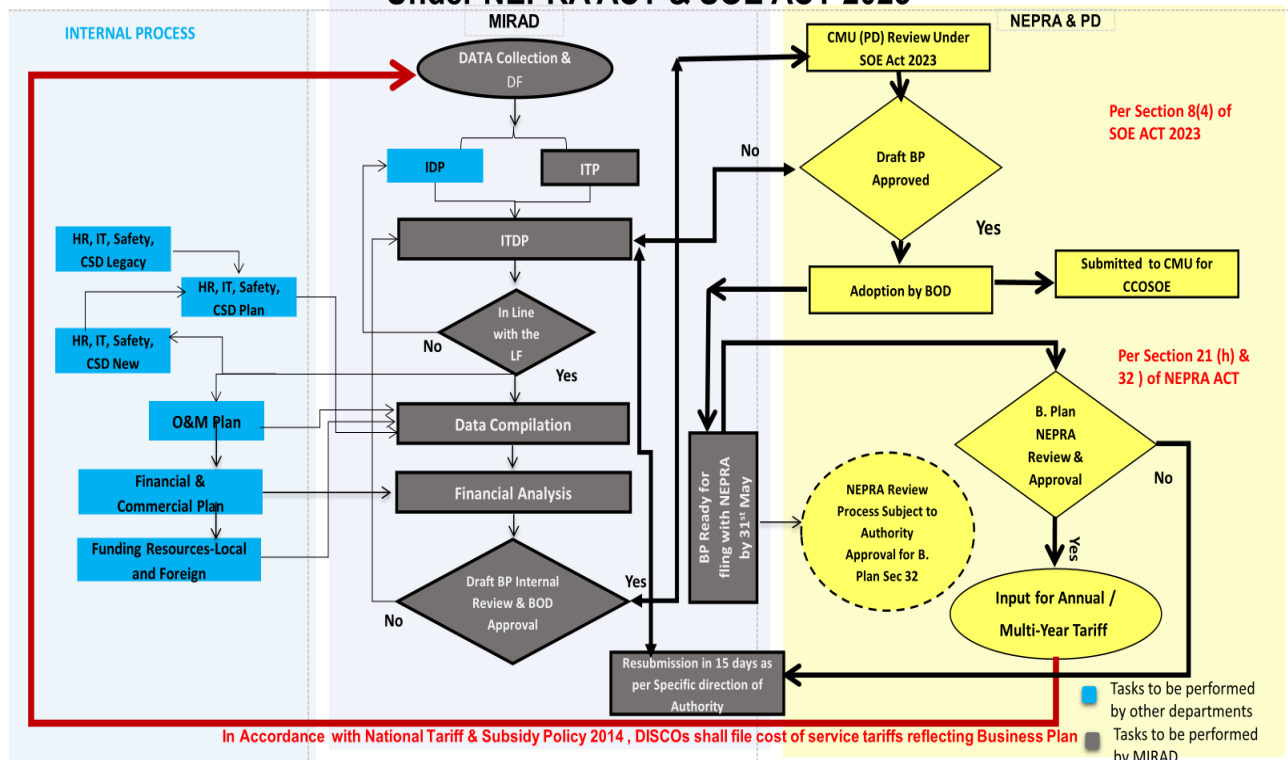 Under NEPRA ACT & SOE ACT 2023
INTERNAL PROCESS
MIRAD
NEPRA & PD
DATA Collection &
DF
CMU (PD) Review Under
SOE Act 2023
Per Section 8(4) of
SOE ACT 2023
No
IDP
ITP
Draft BP
Approved
Yes
HR, IT, Safety,
CSD Legacy
ITDP
HR, IT, Safety,
CSD Plan
Adoption by BOD
Submitted to CMU for
CCOSOE
HR, IT, Safety,
CSD New
In Line
with the
LF
No
Yes
Per Section 21 (h) &
32 ) of NEPRA ACT
O&M Plan
Data Compilation
B. Plan
NEPRA
Review &
Approval
No
Yes
Financial &
Commercial Plan
Financial Analysis
BP Ready for
fling with NEPRA
by 31st May
NEPRA Review
Process Subject to
Authority
Approval for B.
Plan Sec 32
Funding Resources-Local
and Foreign
Draft BP Internal
Review & BOD
Approval
Yes
No
Input for Annual /
Multi-Year Tariff
Resubmission in 15 days as
per Specific direction of
Authority
Tasks to be performed
by other departments
In Accordance with National Tariff & Subsidy Policy 2014 , DISCOs shall file cost of service tariffs reflecting Business Plan
Tasks to be performed
by MIRAD